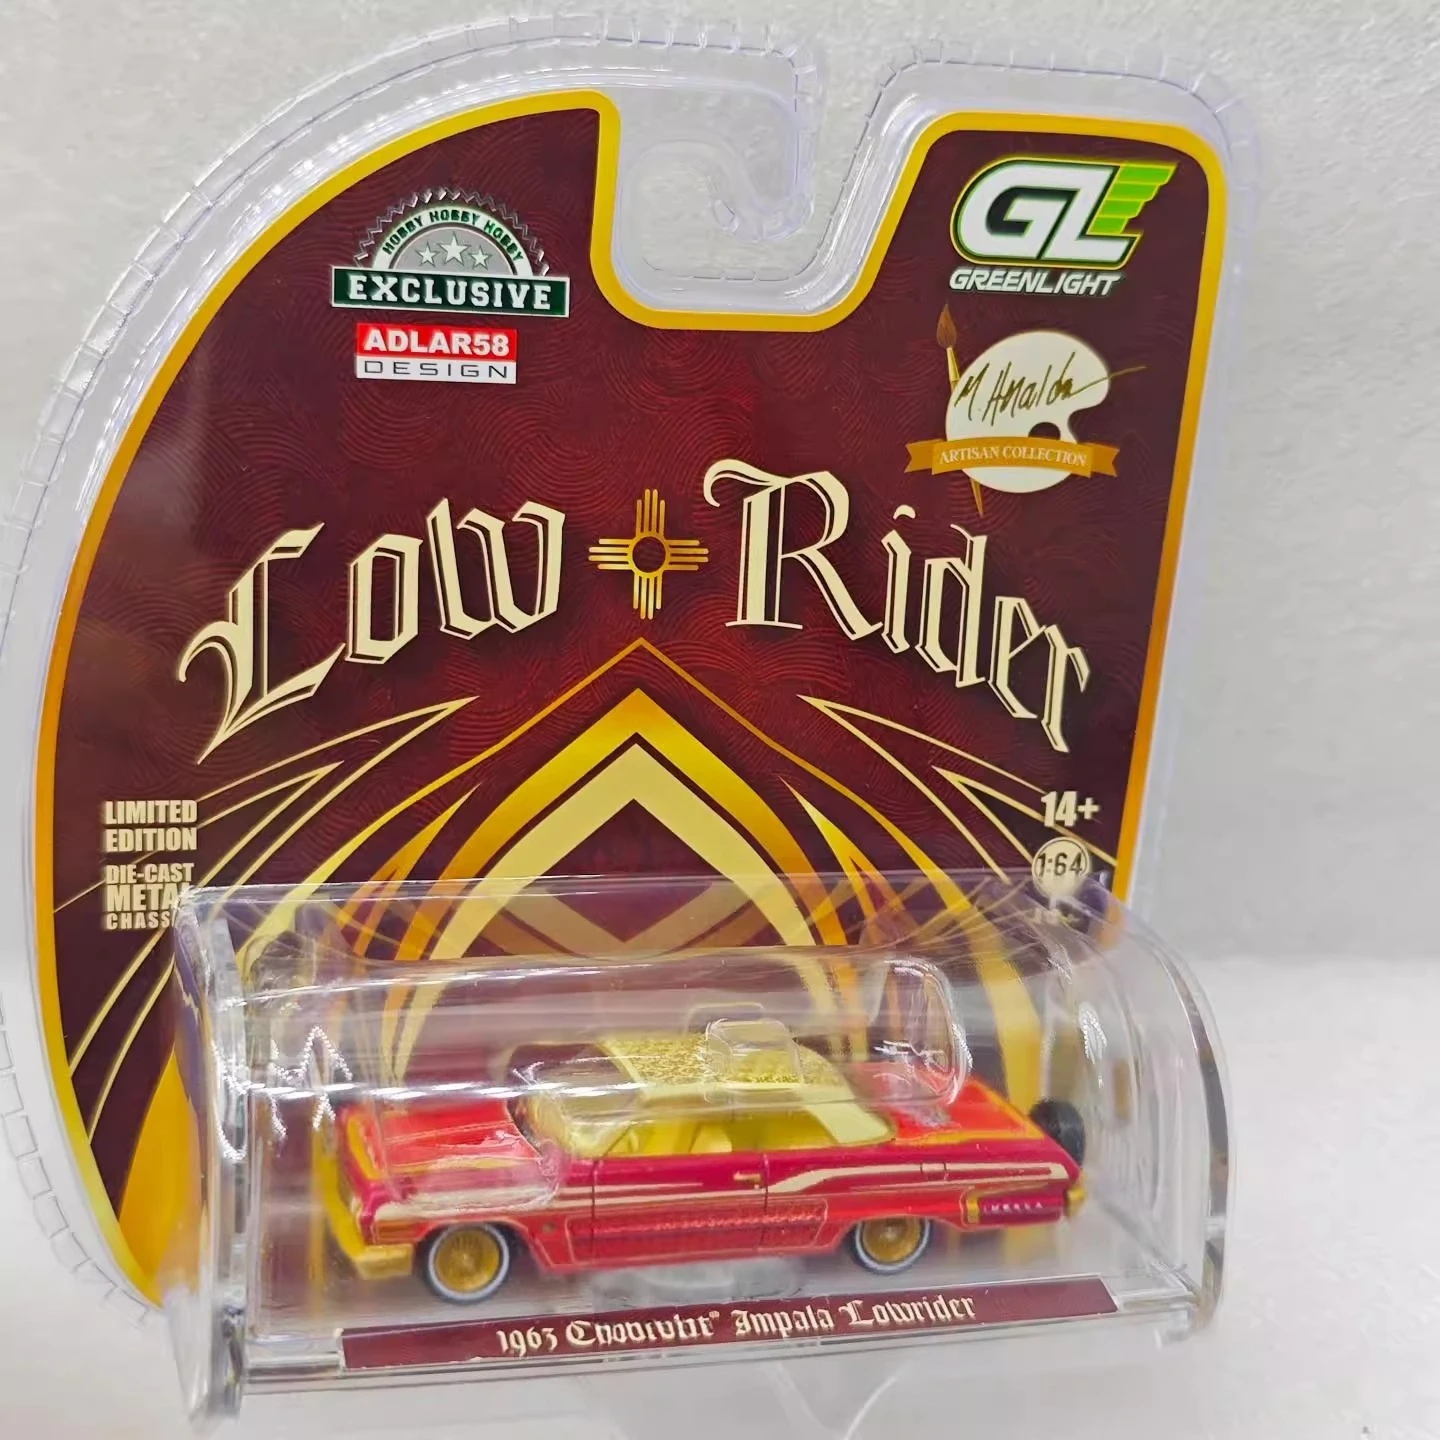 HOBBY HOBBY HOBBY
EXCLUSIVE
ADLAR58
DESIGN
GL
GREENLIGHT
ARTISAN COLLECTION
Low Rider
LIMITED
EDITION
DIE-CAST
METAL
CHASSIS
14+
1:64
IMPALA
1963 Chevrolet® Impala Lowrider